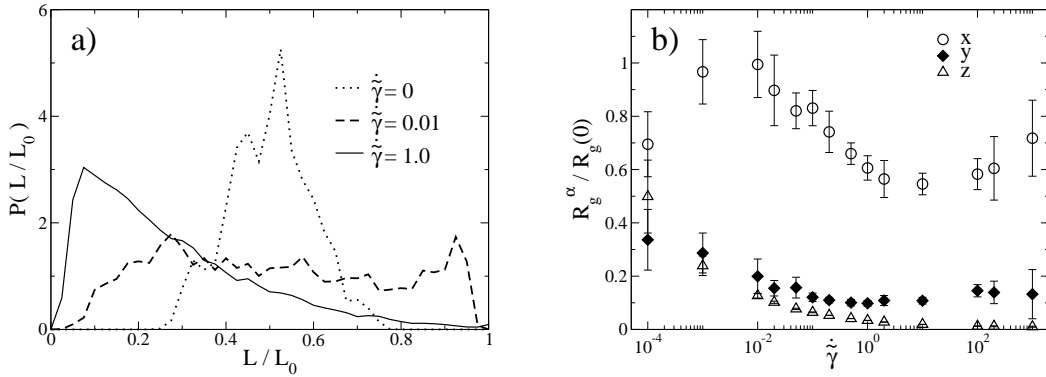 a)
6
4
2
0
P( L / L₀ )
γ̃̇ = 0
γ̃̇ = 0.01
γ̃̇ = 1.0
0 0.2 0.4 0.6 0.8 1
L / L₀
b)
x
y
z
1
0.8
0.6
0.4
0.2
0
R_g^α / R_g(0)
10⁻⁴ 10⁻² 10⁰ 10²
γ̃̇